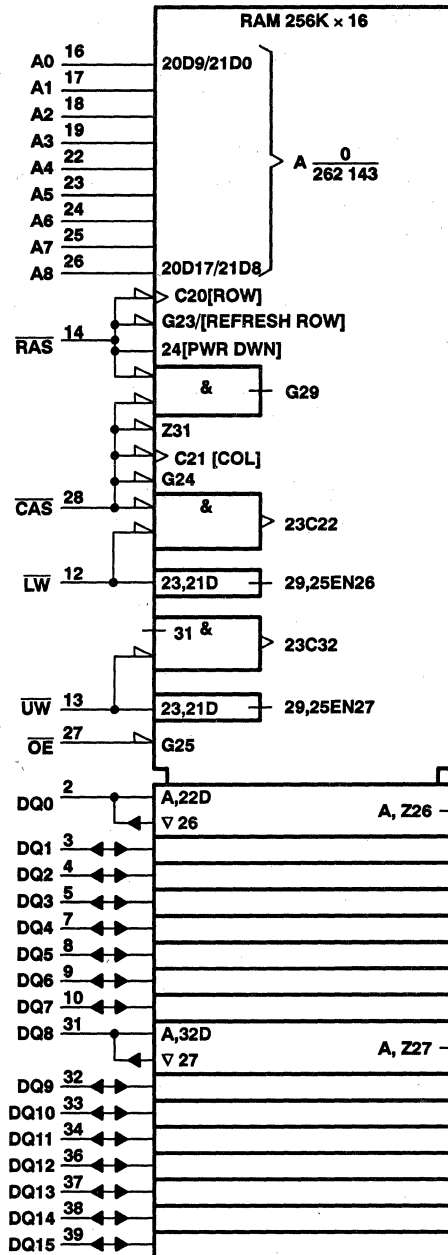 RAM 256K × 16
A0 16 20D9/21D0
A1 17
A2 18
A3 19
A4 22
A 0
262 143
A5 23
A6 24
A7 25
A8 26 20D17/21D8
C20[ROW]
G23/[REFRESH ROW]
RAS 14
24[PWR DWN]
& G29
Z31
C21 [COL]
G24
CAS 28
& 23C22
LW 12 23,21D 29,25EN26
31 & 23C32
UW 13 23,21D 29,25EN27
OE 27 G25
DQ0 2 A,22D A, Z26
∇ 26
DQ1 3
DQ2 4
DQ3 5
DQ4 7
DQ5 8
DQ6 9
DQ7 10
DQ8 31 A,32D A, Z27
∇ 27
DQ9 32
DQ10 33
DQ11 34
DQ12 36
DQ13 37
DQ14 38
DQ15 39